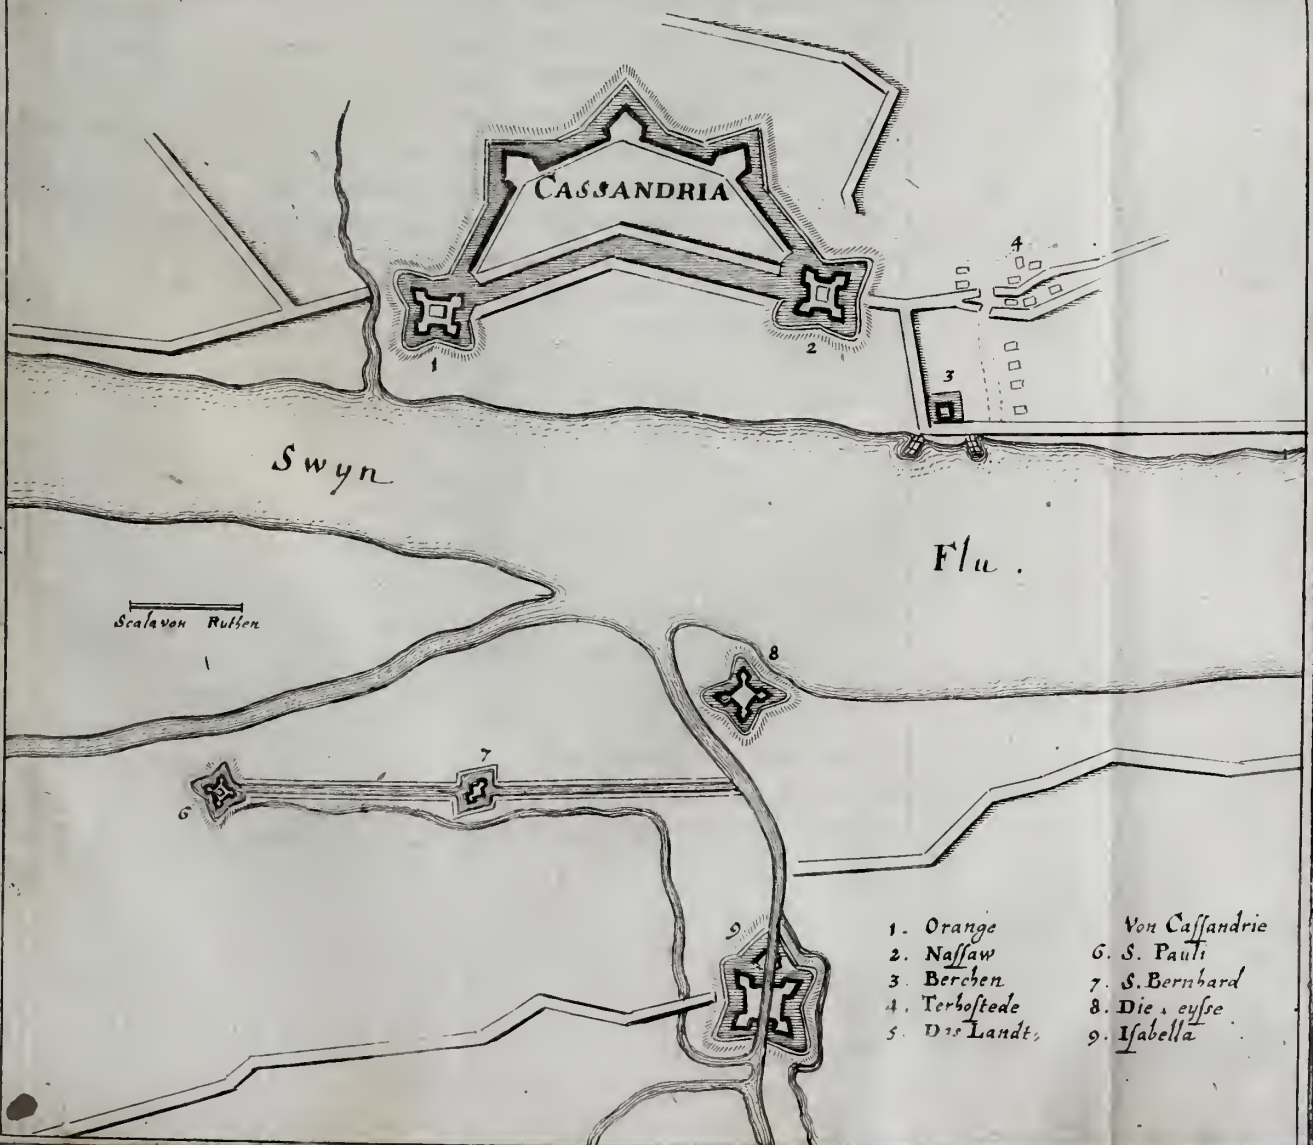 CASSANDRIA
4
1
2
3
Swyn
Flu.
Scala von Ruthen
8
7
6
9
1. Orange
2. Naſſaw
3 Berchen
4. Terhoſtede
5. Das Landt
Von Caſſandrie
6. S. Pauli
7. S. Bernhard
8. Die eyſse
9. Iſabella